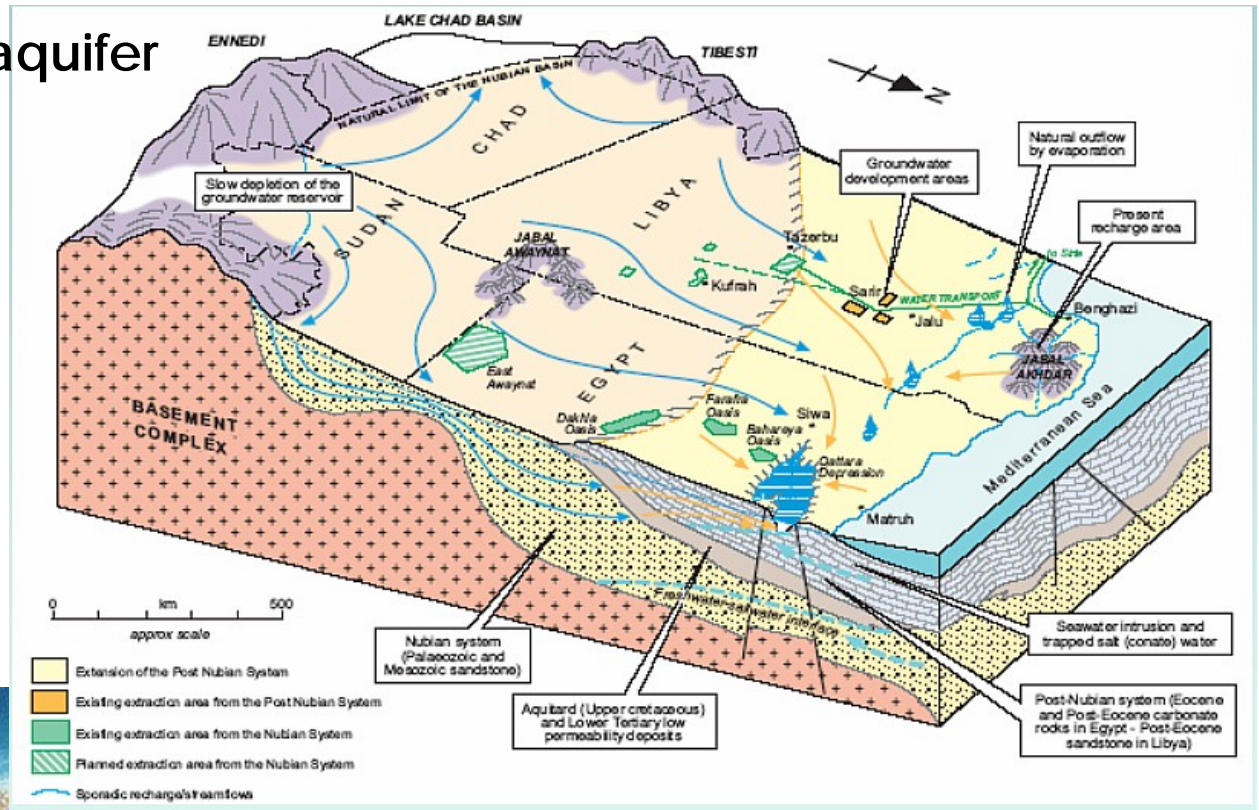 aquifer
LAKE CHAD BASIN
ENNEDI
TIBESTI
NATURAL LIMIT OF THE NUBIAN BASIN
N
CHAD
Natural outflow
by evaporation
Groundwater
development areas
Slow depletion of the
groundwater reservoir
Present
recharge area
SUDAN
LIBYA
JABAL
AWAYNAT
Tazerbu
to Sirte
Kufrah
Sarir
WATER TRANSPORT
Jalu
Benghazi
JABAL
AKHDAR
East
Awaynat
EGYPT
Mediterranean Sea
Dakhla
Oasis
Farafra
Oasis
Siwa
Bahareya
Oasis
Qattara
Depression
BASEMENT
COMPLEX
Matruh
Freshwater-saltwater interface
0 km 500
approx scale
Nubian system
(Palaeozoic and
Mesozoic sandstone)
Seawater intrusion and
trapped salt (conate) water
Aquitard (Upper cretaceous)
and Lower Tertiary low
permeability deposits
Post-Nubian system (Eocene
and Post-Eocene carbonate
rocks in Egypt - Post-Eocene
sandstone in Libya)
Extension of the Post Nubian System
Existing extraction area from the Post Nubian System
Existing extraction area from the Nubian System
Planned extraction area from the Nubian System
Sporadic recharge/streamflows